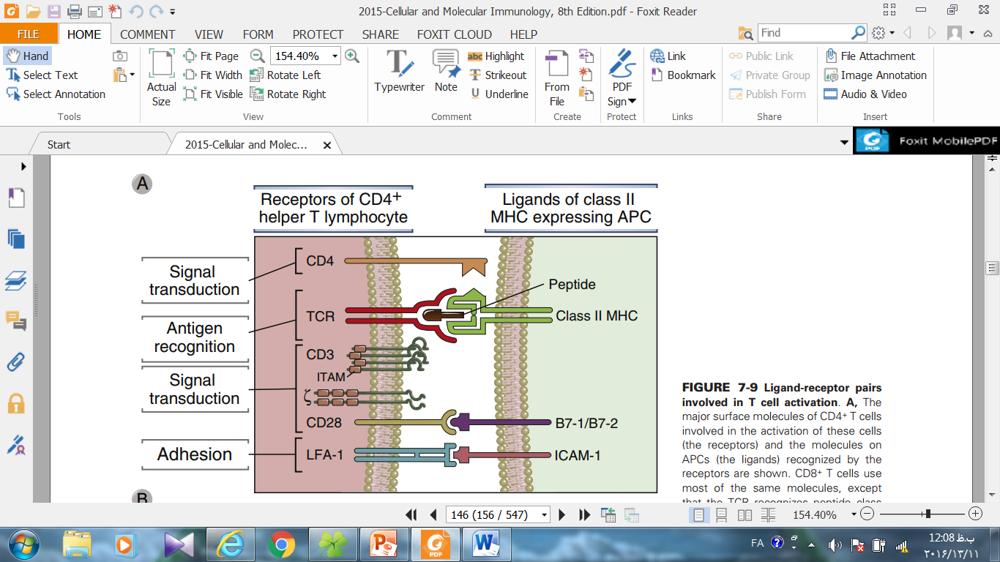 2015-Cellular and Molecular Immunology, 8th Edition.pdf - Foxit Reader
FILE HOME COMMENT VIEW FORM PROTECT SHARE FOXIT CLOUD HELP
Find
Hand
Select Text
Select Annotation
Tools
Actual Size
Fit Page
Fit Width
Fit Visible
154.40%
Rotate Left
Rotate Right
View
Typewriter
Note
abc Highlight
T Strikeout
U Underline
Comment
From File
Create
PDF Sign
Protect
Link
Bookmark
Links
Public Link
Private Group
Publish Form
Share
File Attachment
Image Annotation
Audio & Video
Insert
Start
2015-Cellular and Molec...
Foxit MobilePDF
A
Receptors of CD4+
helper T lymphocyte
Ligands of class II
MHC expressing APC
Signal
transduction
CD4
Peptide
Antigen
recognition
TCR
Class II MHC
Signal
transduction
CD3
ITAM
ζ
CD28
B7-1/B7-2
Adhesion
LFA-1
ICAM-1
FIGURE 7-9 Ligand-receptor pairs
involved in T cell activation. A, The
major surface molecules of CD4+ T cells
involved in the activation of these cells
(the receptors) and the molecules on
APCs (the ligands) recognized by the
receptors are shown. CD8+ T cells use
most of the same molecules, except
that the TCR recognizes peptide class
B
146 (156 / 547)
154.40%
FA
12:08 ب.ظ
۲۰۱۶/۱۳/۱۱